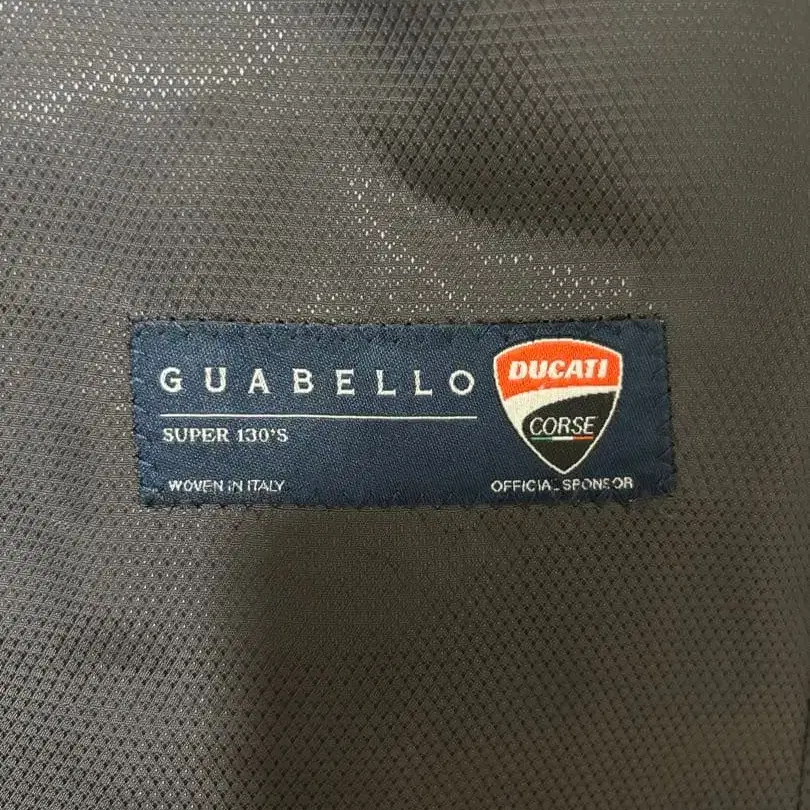 GUABELLO
SUPER 130'S
WOVEN IN ITALY
DUCATI
CORSE
OFFICIAL SPONSOR